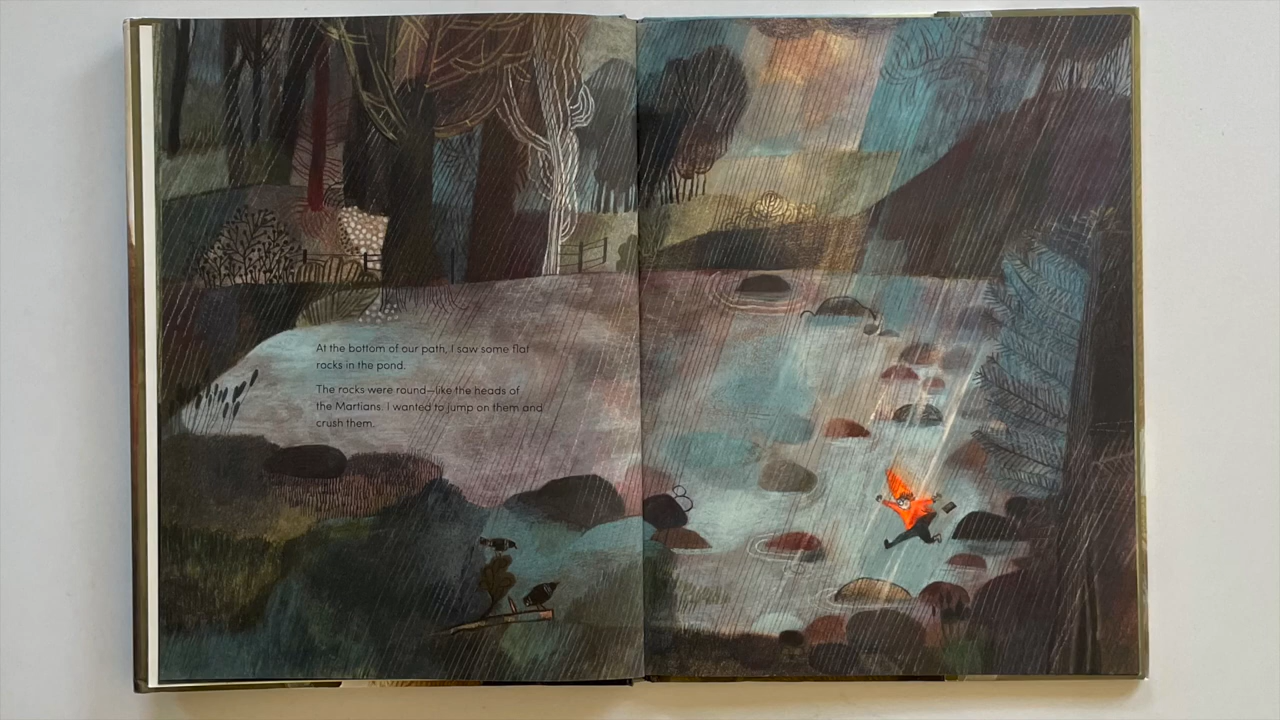 At the bottom of our path, I saw some flat
rocks in the pond.
The rocks were round—like the heads of
the Martians. I wanted to jump on them and
crush them.